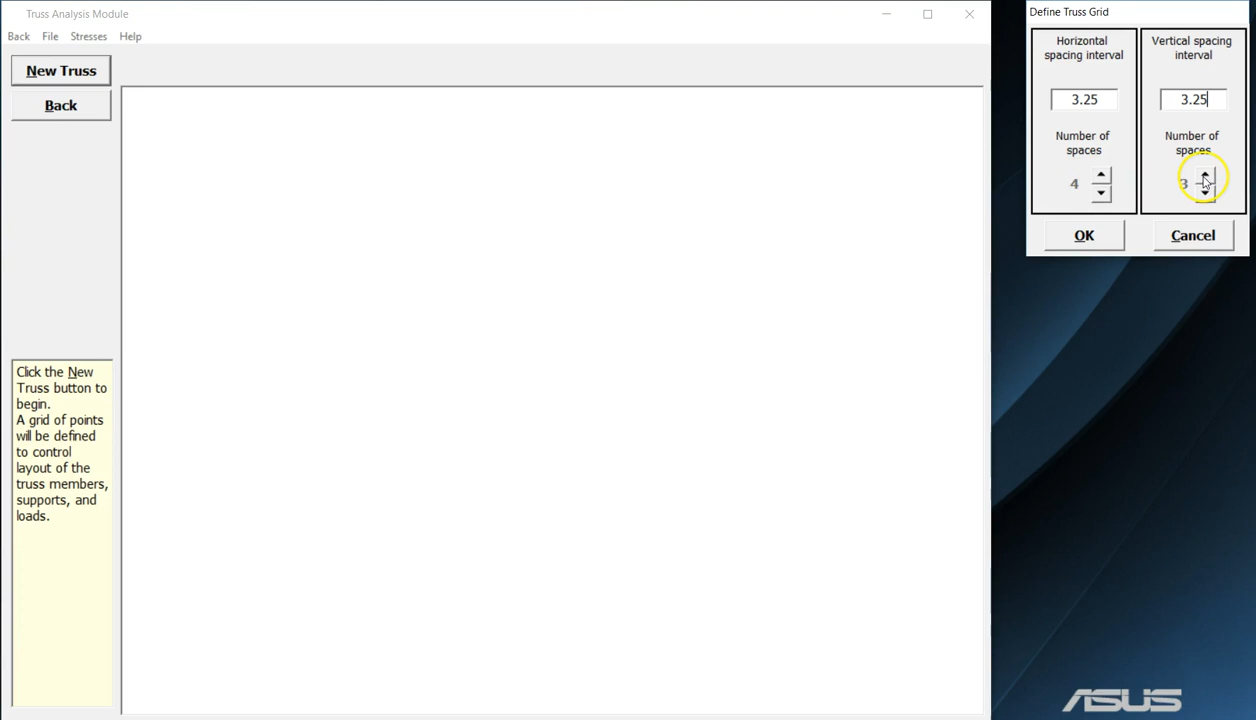 Truss Analysis Module
Back File Stresses Help
New Truss
Back
Click the New
Truss button to
begin.
A grid of points
will be defined
to control
layout of the
truss members,
supports, and
loads.
Define Truss Grid
Horizontal
spacing interval
3.25
Number of
spaces
4
Vertical spacing
interval
3.25
Number of
spaces
3
OK
Cancel
ASUS